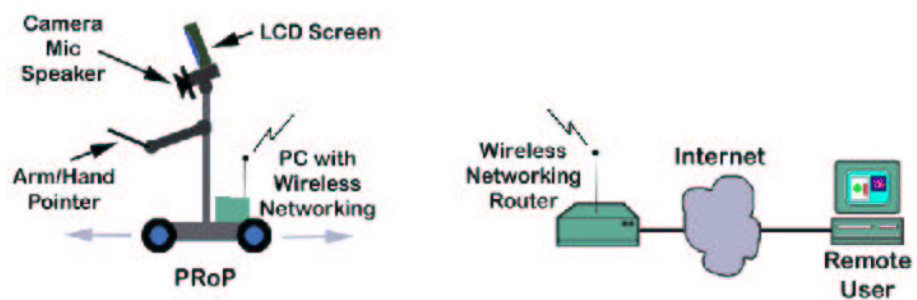 Camera
Mic
Speaker
LCD Screen
Arm/Hand
Pointer
PC with
Wireless
Networking
PRoP
Wireless
Networking
Router
Internet
Remote
User